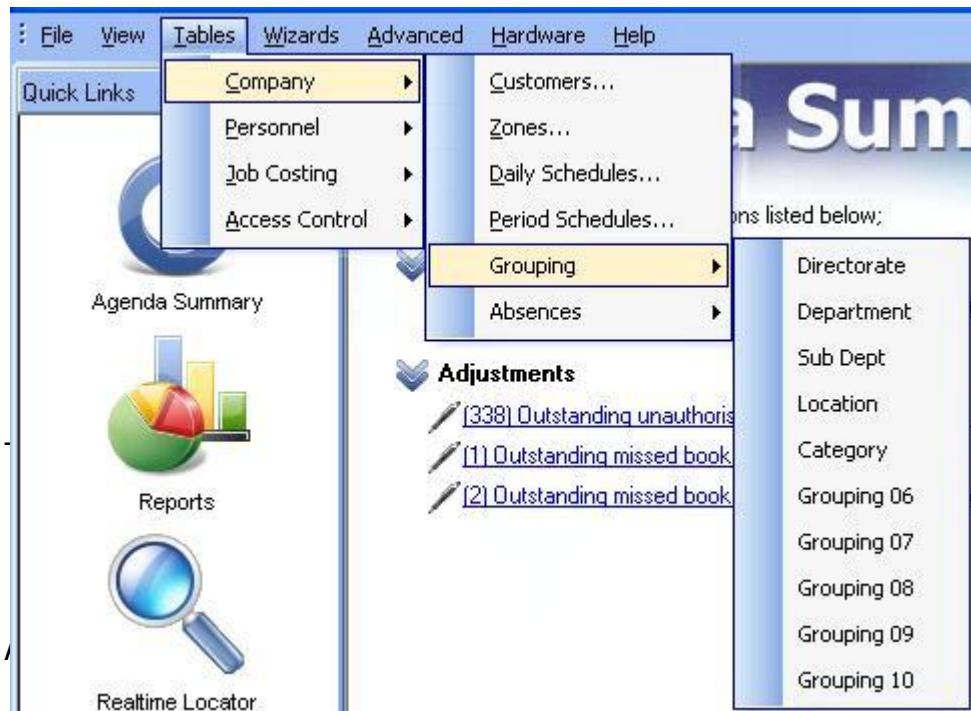 File View Tables Wizards Advanced Hardware Help
Quick Links
Company
Personnel
Job Costing
Access Control
Customers...
Zones...
Daily Schedules...
Period Schedules...
Grouping
Absences
Directorate
Department
Sub Dept
Location
Category
Grouping 06
Grouping 07
Grouping 08
Grouping 09
Grouping 10
Sum
listed below;
Adjustments
(338) Outstanding
(1) Outstanding missed book
(2) Outstanding missed book
Agenda Summary
Reports
Realtime Locator